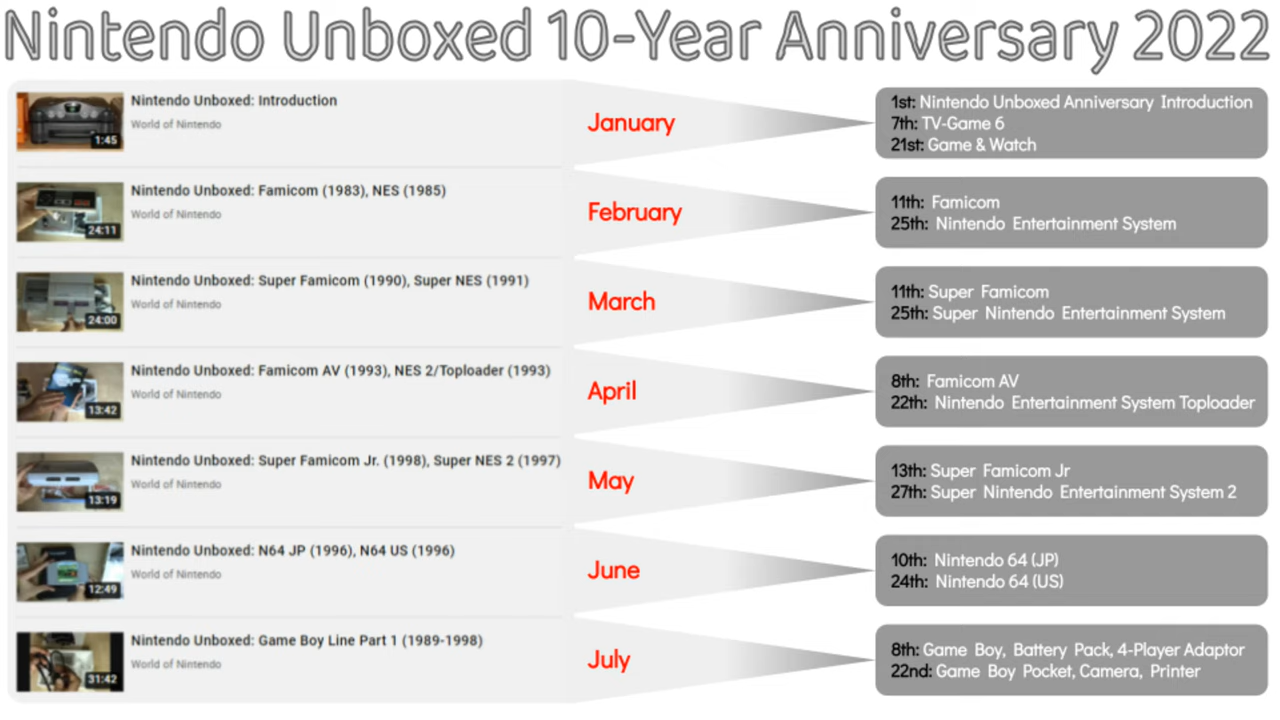 Nintendo Unboxed 10-Year Anniversary 2022
1:45
Nintendo Unboxed: Introduction
World of Nintendo
January
1st: Nintendo Unboxed Anniversary Introduction
7th: TV-Game 6
21st: Game & Watch
24:11
Nintendo Unboxed: Famicom (1983), NES (1985)
World of Nintendo
February
11th: Famicom
25th: Nintendo Entertainment System
24:00
Nintendo Unboxed: Super Famicom (1990), Super NES (1991)
World of Nintendo
March
11th: Super Famicom
25th: Super Nintendo Entertainment System
13:42
Nintendo Unboxed: Famicom AV (1993), NES 2/Toploader (1993)
World of Nintendo
April
8th: Famicom AV
22th: Nintendo Entertainment System Toploader
13:19
Nintendo Unboxed: Super Famicom Jr. (1998), Super NES 2 (1997)
World of Nintendo
May
13th: Super Famicom Jr
27th: Super Nintendo Entertainment System 2
12:49
Nintendo Unboxed: N64 JP (1996), N64 US (1996)
World of Nintendo
June
10th: Nintendo 64 (JP)
24th: Nintendo 64 (US)
31:42
Nintendo Unboxed: Game Boy Line Part 1 (1989-1998)
World of Nintendo
July
8th: Game Boy, Battery Pack, 4-Player Adaptor
22nd: Game Boy Pocket, Camera, Printer